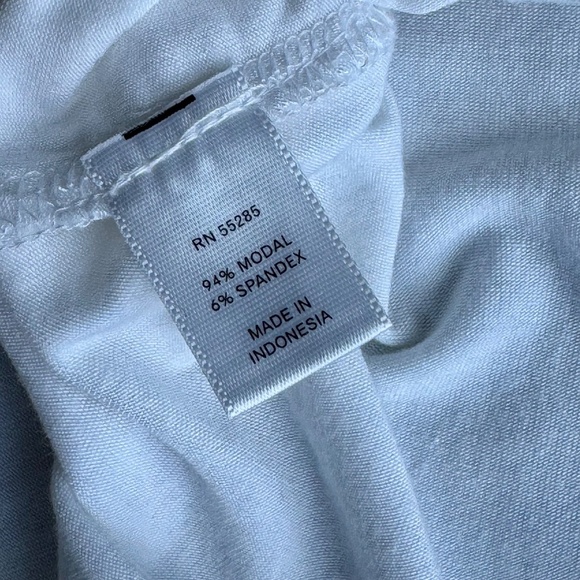 RN 55285
94% MODAL
6% SPANDEX
MADE IN
INDONESIA